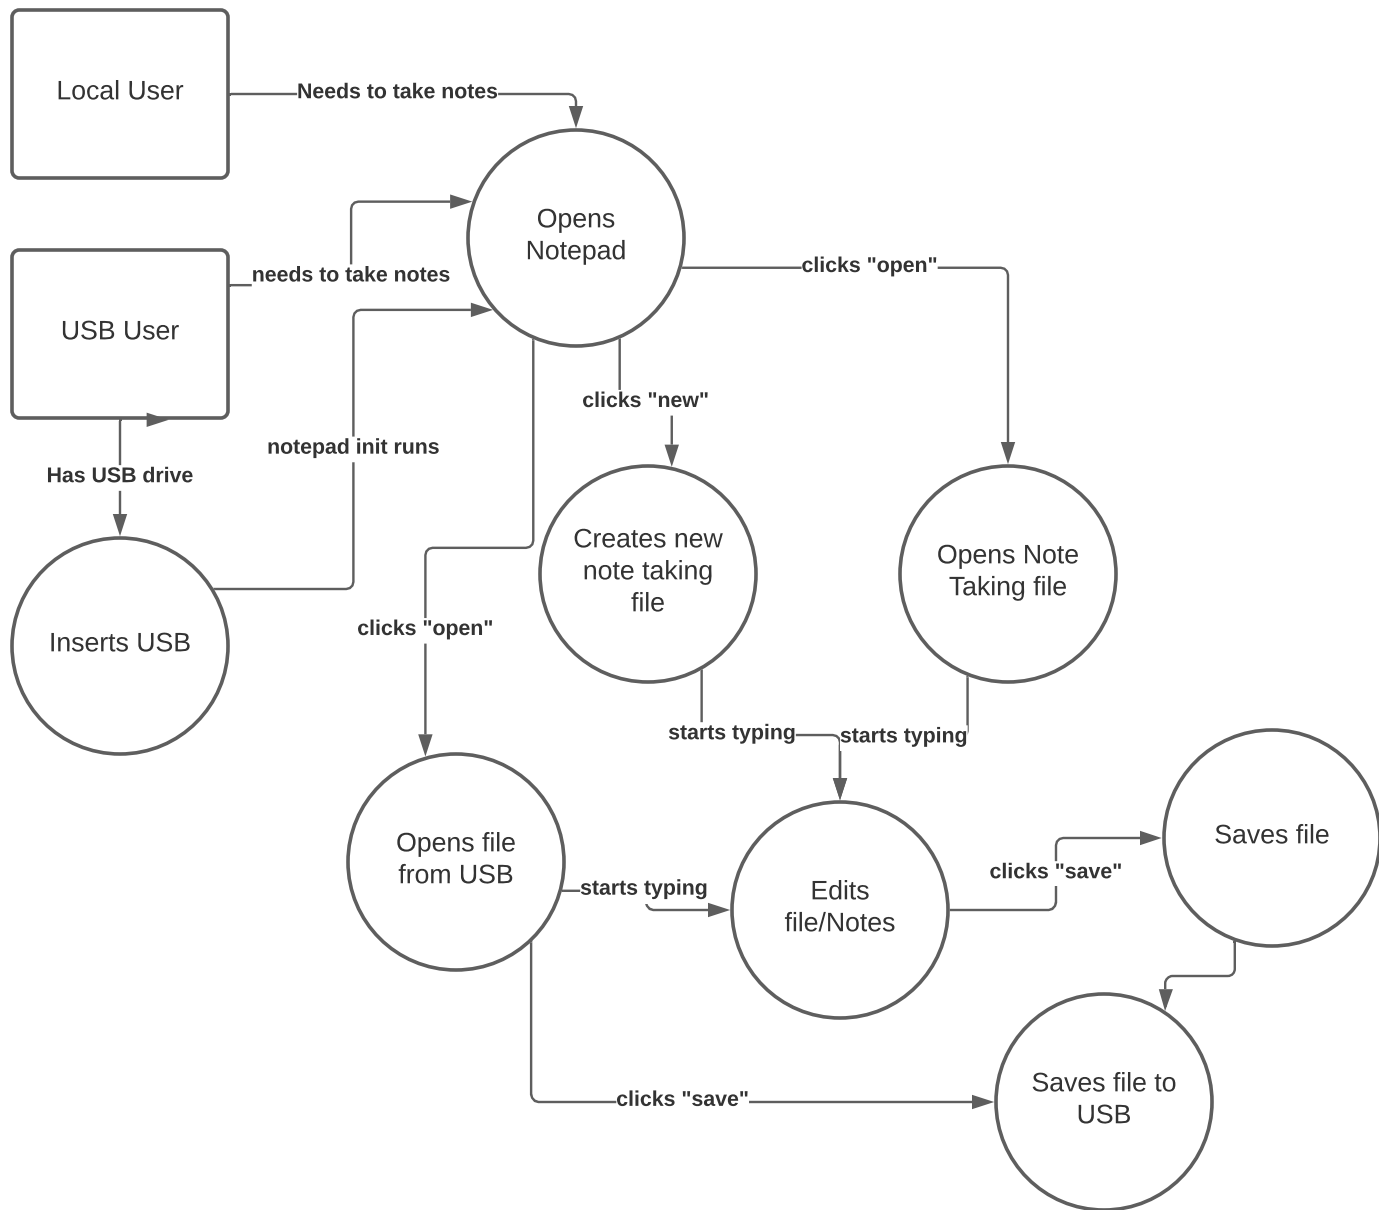 Local User
Needs to take notes
Opens
Notepad
clicks "open"
needs to take notes
USB User
clicks "new"
notepad init runs
Has USB drive
Creates new
note taking
file
Opens Note
Taking file
clicks "open"
Inserts USB
starts typing
starts typing
Opens file
from USB
Saves file
clicks "save"
starts typing
Edits
file/Notes
Saves file to
USB
clicks "save"